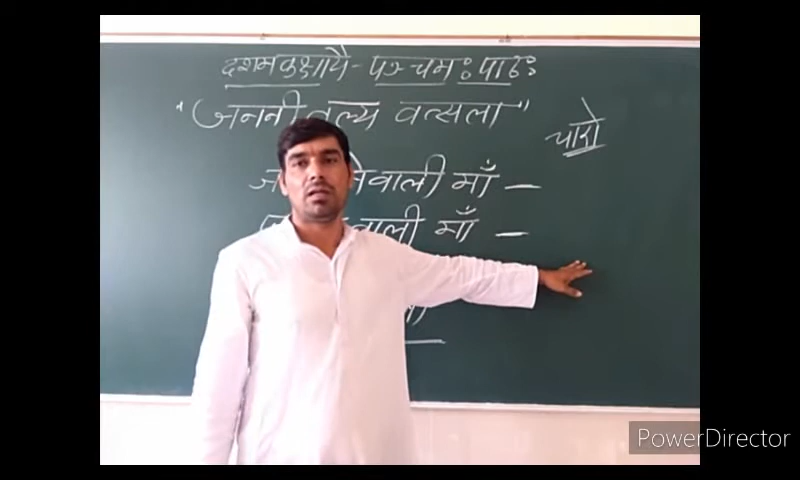 दशमकक्षायै - पञ्चमः पाठः
"जननी तुल्य वत्सला"
चारो
वाली माँ —
वाली माँ —
PowerDirector